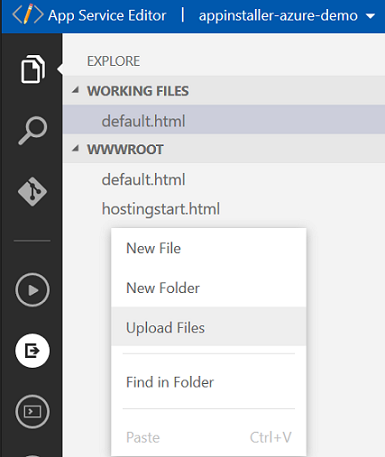 App Service Editor | appinstaller-azure-demo
EXPLORE
WORKING FILES
default.html
WWWROOT
default.html
hostingstart.html
New File
New Folder
Upload Files
Find in Folder
Paste Ctrl+V